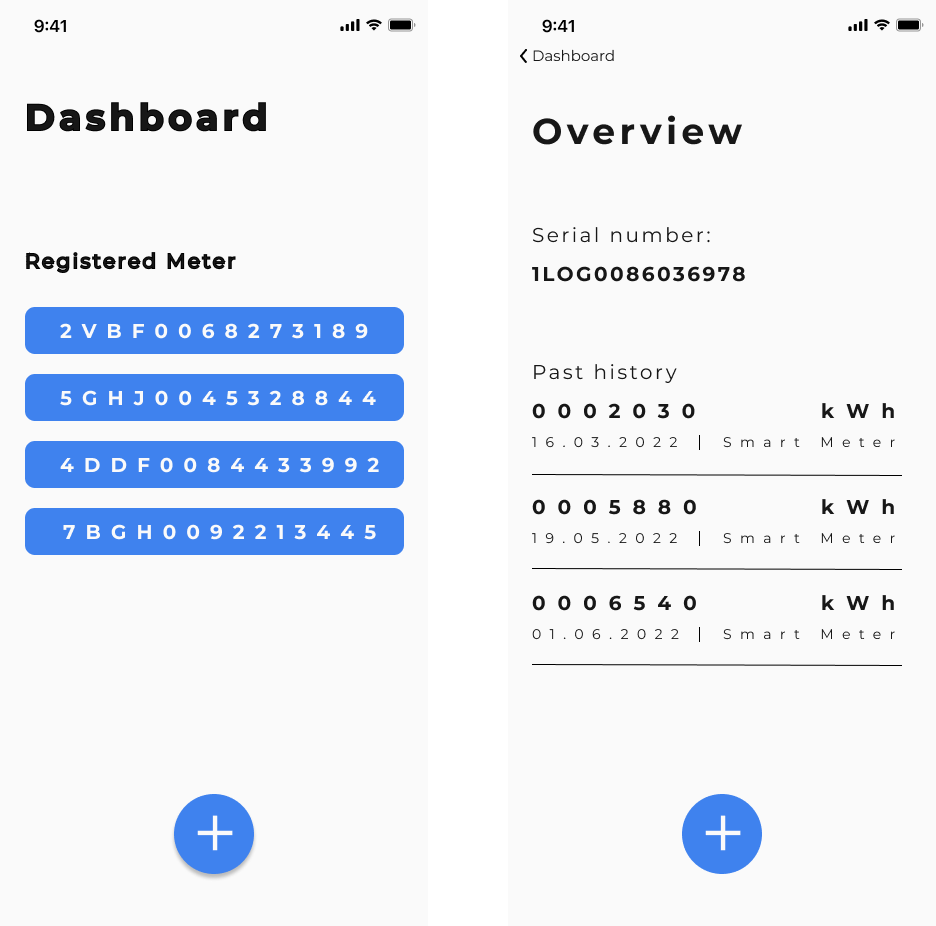 9:41
Dashboard
Registered Meter
2VBF0068273189
5GHJ0045328844
4DDF0084433992
7BGH0092213445
9:41
Dashboard
Overview
Serial number:
1LOG0086036978
Past history
0002030 kWh
16.03.2022 | Smart Meter
0005880 kWh
19.05.2022 | Smart Meter
0006540 kWh
01.06.2022 | Smart Meter